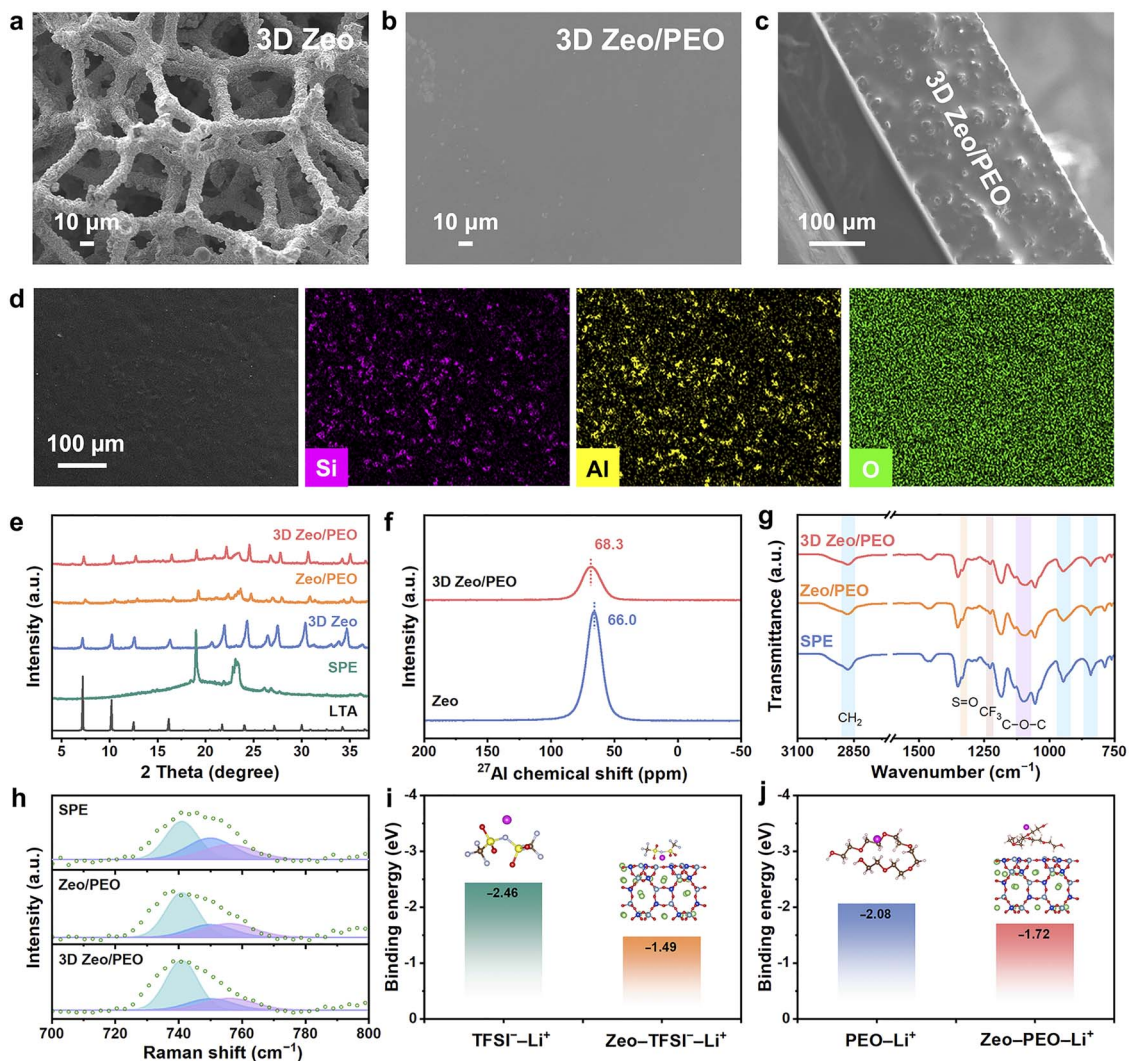 a
3D Zeo
10 μm
b
3D Zeo/PEO
10 μm
c
3D Zeo/PEO
100 μm
d
100 μm
Si
Al
O
e
3D Zeo/PEO
Zeo/PEO
3D Zeo
SPE
LTA
Intensity (a.u.)
5 10 15 20 25 30 35
2 Theta (degree)
f
68.3
3D Zeo/PEO
66.0
Zeo
Intensity (a.u.)
200 150 100 50 0 -50
²⁷Al chemical shift (ppm)
g
3D Zeo/PEO
Zeo/PEO
SPE
CH₂
S=O
CF₃
C–O–C
Transmittance (a.u.)
3100 2850 1500 1250 1000 750
Wavenumber (cm⁻¹)
h
SPE
Zeo/PEO
3D Zeo/PEO
Intensity (a.u.)
700 720 740 760 780 800
Raman shift (cm⁻¹)
i
-4
-3
-2
-1
0
Binding energy (eV)
−2.46
−1.49
TFSI⁻–Li⁺ Zeo–TFSI⁻–Li⁺
j
-4
-3
-2
-1
0
Binding energy (eV)
−2.08
−1.72
PEO–Li⁺ Zeo–PEO–Li⁺